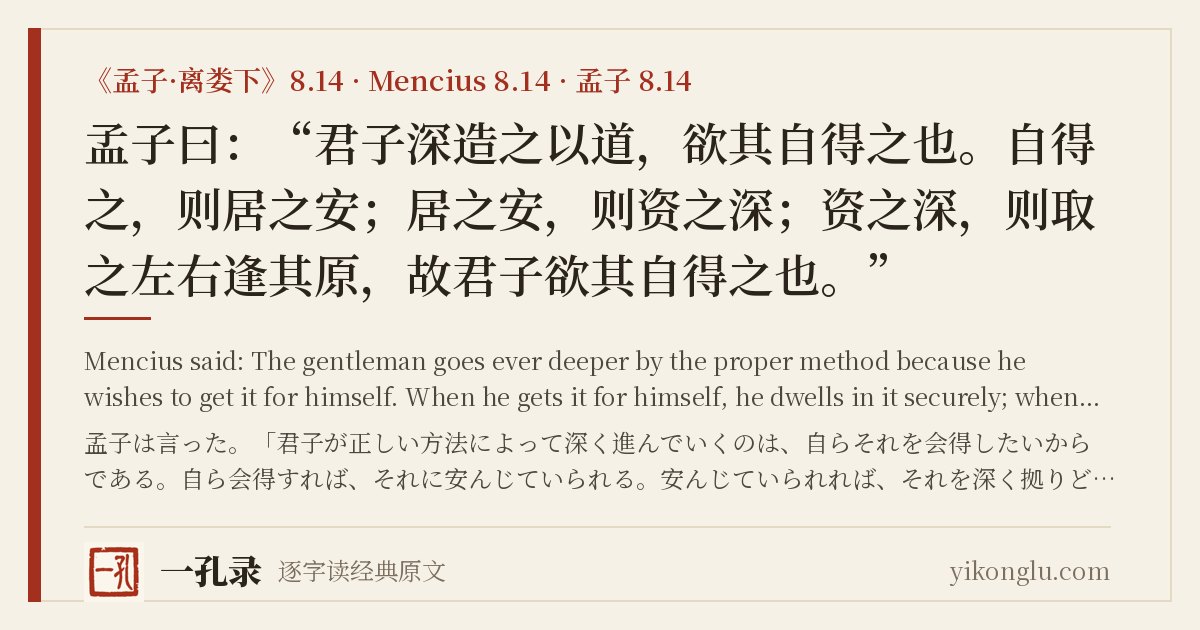 《孟子·离娄下》8.14 · Mencius 8.14 · 孟子 8.14
孟子曰：“君子深造之以道，欲其自得之也。自得
之，则居之安；居之安，则资之深；资之深，则取
之左右逢其原，故君子欲其自得之也。”
Mencius said: The gentleman goes ever deeper by the proper method because he
wishes to get it for himself. When he gets it for himself, he dwells in it securely; when…
孟子は言った。「君子が正しい方法によって深く進んでいくのは、自らそれを会得したいから
である。自ら会得すれば、それに安んじていられる。安んじていられれば、それを深く拠りど…
一孔
一孔录 逐字读经典原文 yikonglu.com